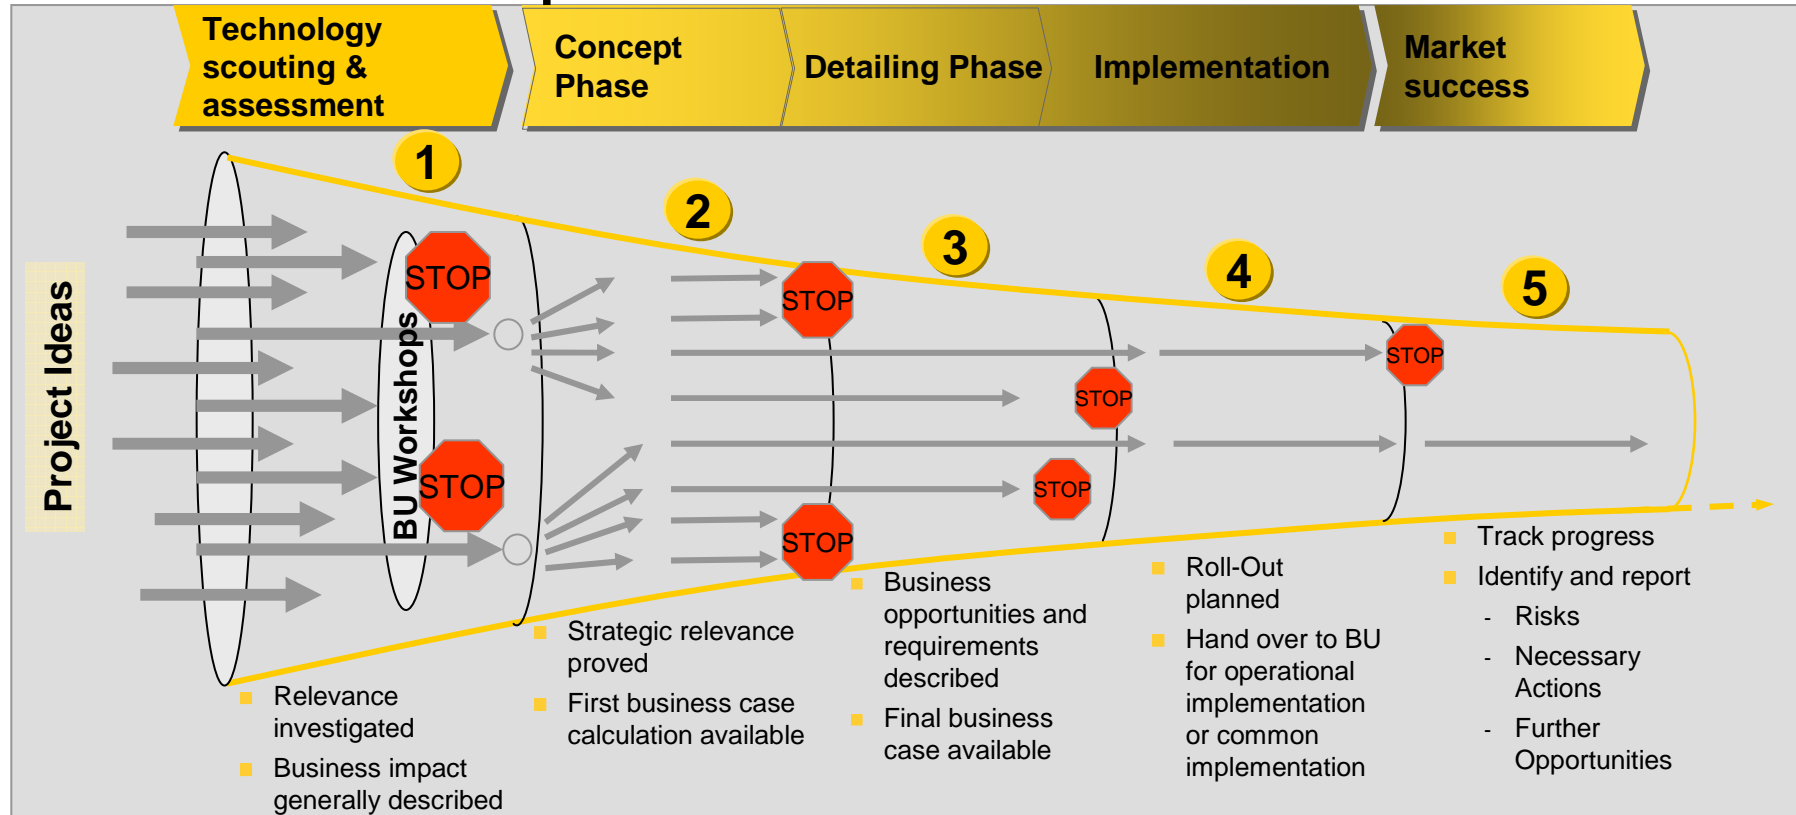 Technology
scouting &
assessment
Concept
Phase
Detailing Phase
Implementation
Market
success
1
2
3
4
5
Project Ideas
BU Workshops
STOP
STOP
STOP
STOP
STOP
STOP
STOP
Relevance
investigated
Business impact
generally described
Strategic relevance
proved
First business case
calculation available
Business
opportunities and
requirements
described
Final business
case available
Roll-Out
planned
Hand over to BU
for operational
implementation
or common
implementation
Track progress
Identify and report
- Risks
- Necessary
Actions
- Further
Opportunities